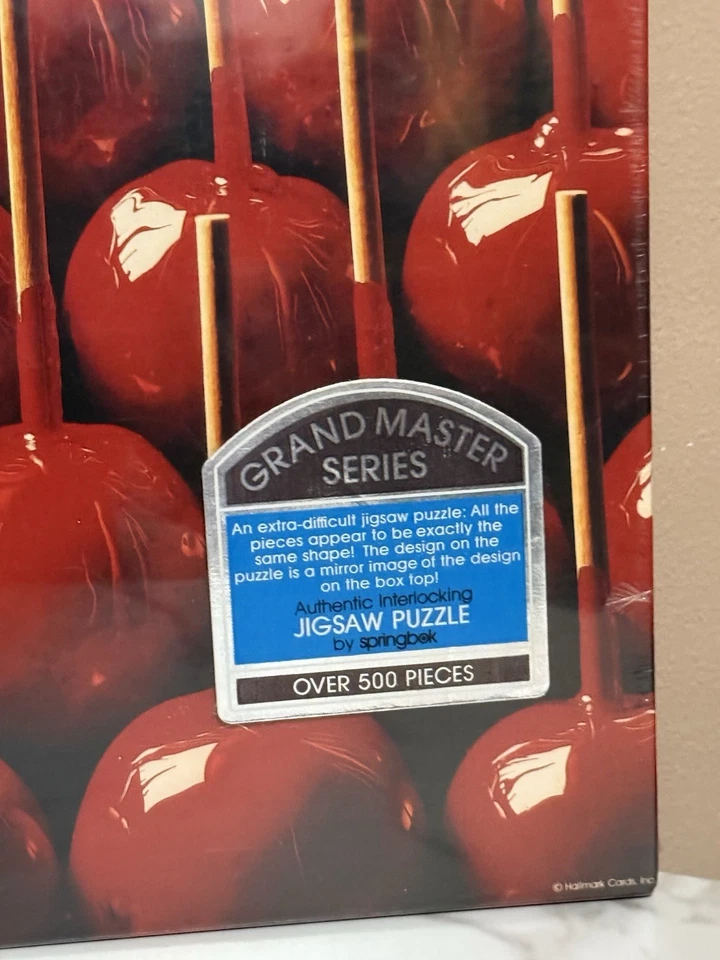 GRAND MASTER
SERIES
An extra-difficult jigsaw puzzle: All the
pieces appear to be exactly the
same shape! The design on the
puzzle is a mirror image of the design
on the box top!
Authentic Interlocking
JIGSAW PUZZLE
by springbok
OVER 500 PIECES
© Hallmark Cards, Inc.